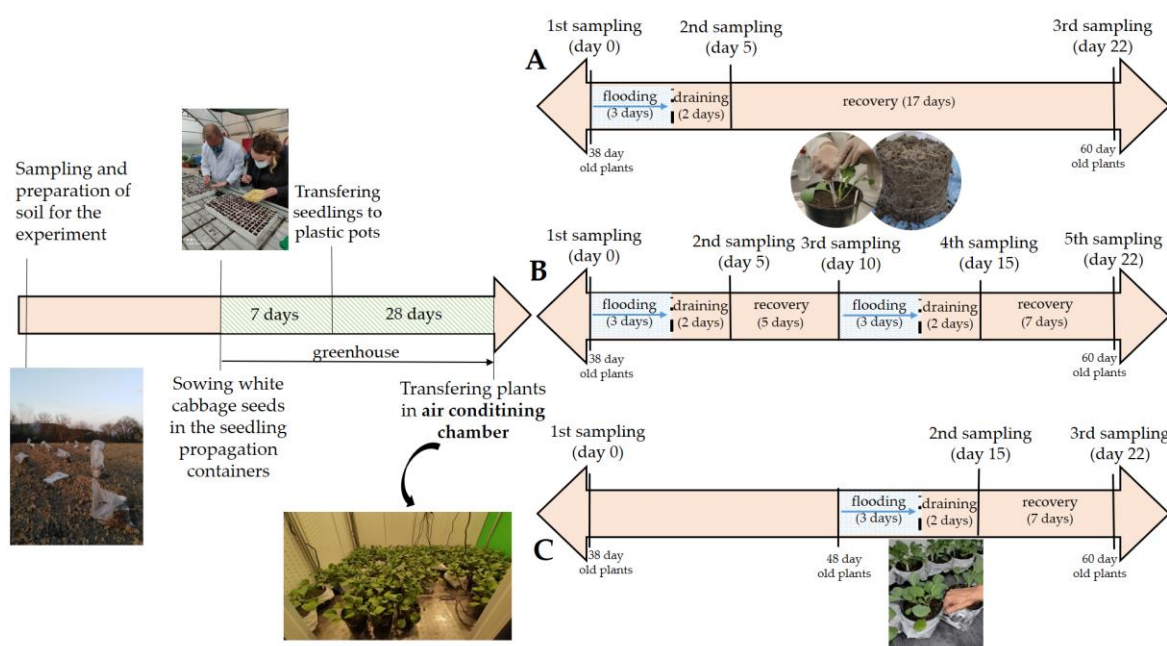 Sampling and
preparation of
soil for the
experiment
Transfering
seedlings to
plastic pots
7 days
28 days
greenhouse
Sowing white
cabbage seeds
in the seedling
propagation
containers
Transfering plants
in air conditining
chamber
A
1st sampling
(day 0)
2nd sampling
(day 5)
3rd sampling
(day 22)
flooding
(3 days)
draining
(2 days)
recovery (17 days)
38 day
old plants
60 day
old plants
B
1st sampling
(day 0)
2nd sampling
(day 5)
3rd sampling
(day 10)
4th sampling
(day 15)
5th sampling
(day 22)
flooding
(3 days)
draining
(2 days)
recovery
(5 days)
flooding
(3 days)
draining
(2 days)
recovery
(7 days)
38 day
old plants
60 day
old plants
C
1st sampling
(day 0)
2nd sampling
(day 15)
3rd sampling
(day 22)
flooding
(3 days)
draining
(2 days)
recovery
(7 days)
38 day
old plants
48 day
old plants
60 day
old plants